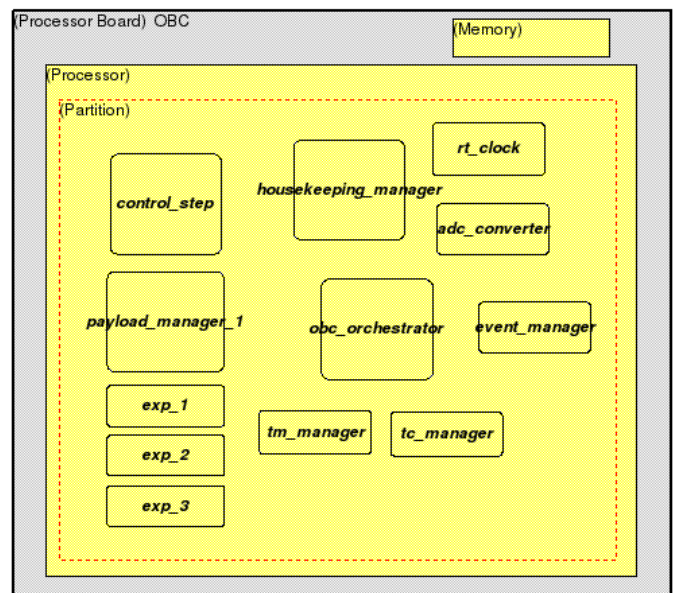 (Processor Board) OBC
(Memory)
(Processor)
(Partition)
rt_clock
control_step
housekeeping_manager
adc_converter
payload_manager_1
obc_orchestrator
event_manager
exp_1
tm_manager
tc_manager
exp_2
exp_3